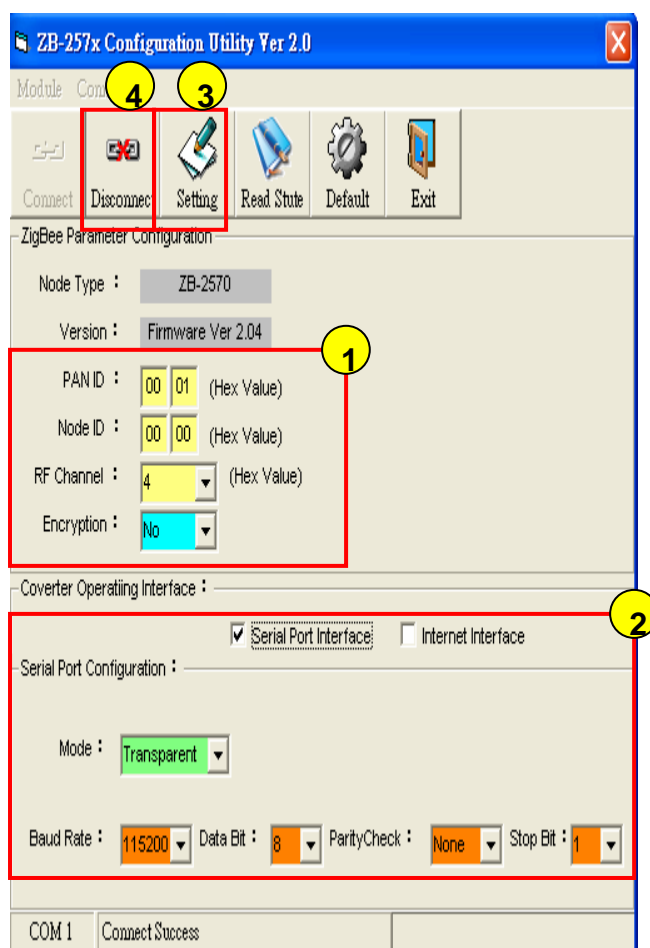 ZB-257x Configuration Utility Ver 2.0
Module
4 3
Connect Disconnect Setting Read Stute Default Exit
ZigBee Parameter Configuration
Node Type : ZB-2570
Version : Firmware Ver 2.04
1
PAN ID : 00 01 (Hex Value)
Node ID : 00 00 (Hex Value)
RF Channel : 4 (Hex Value)
Encryption : No
Coverter Operatiing Interface :
2
Serial Port Interface Internet Interface
Serial Port Configuration :
Mode : Transparent
Baud Rate : 115200 Data Bit : 8 ParityCheck : None Stop Bit : 1
COM 1 Connect Success